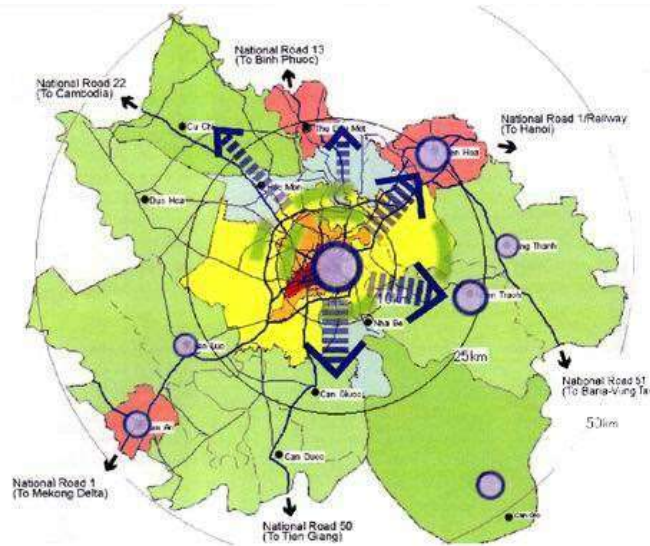 National Road 13
(To Binh Phuoc)
National Road 22
(To Cambodia)
National Road 1/Railway
(To Hanoi)
Cu Chi
Duc Hoa
Nha Be
25km
National Road 51
50km
Can Giuoc
Can Duoc
National Road 1
(To Mekong Delta)
National Road 50
(To Tien Giang)